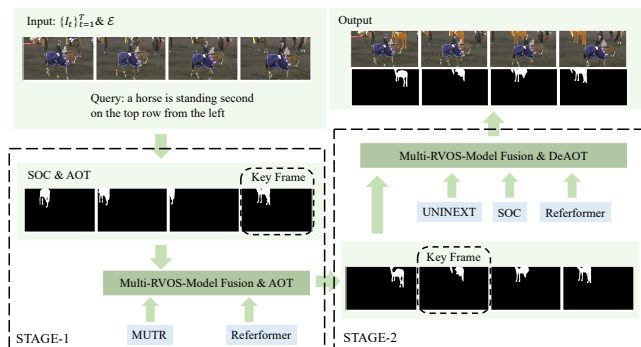 Input: {I_t}_{t=1}^T & ℰ
Query: a horse is standing second
on the top row from the left
STAGE-1
SOC & AOT
Key Frame
Multi-RVOS-Model Fusion & AOT
MUTR
Referformer
Output
Multi-RVOS-Model Fusion & DeAOT
UNINEXT
SOC
Referformer
Key Frame
STAGE-2